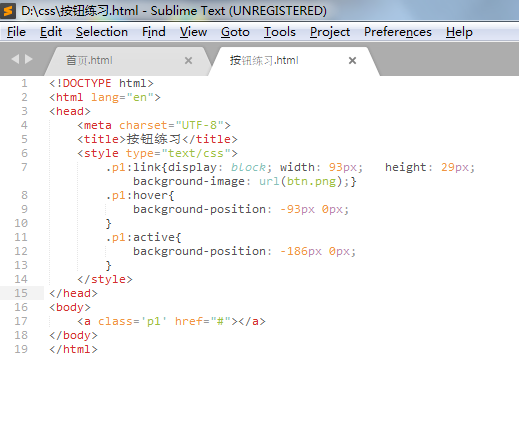 D:\css\按钮练习.html - Sublime Text (UNREGISTERED)
File Edit Selection Find View Goto Tools Project Preferences Help
首页.html 按钮练习.html
1 <!DOCTYPE html>
2 <html lang="en">
3 <head>
4 <meta charset="UTF-8">
5 <title>按钮练习</title>
6 <style type="text/css">
7 .p1:link{display: block; width: 93px; height: 29px;
background-image: url(btn.png);}
8 .p1:hover{
9 background-position: -93px 0px;
10 }
11 .p1:active{
12 background-position: -186px 0px;
13 }
14 </style>
15 </head>
16 <body>
17 <a class='p1' href="#"></a>
18 </body>
19 </html>